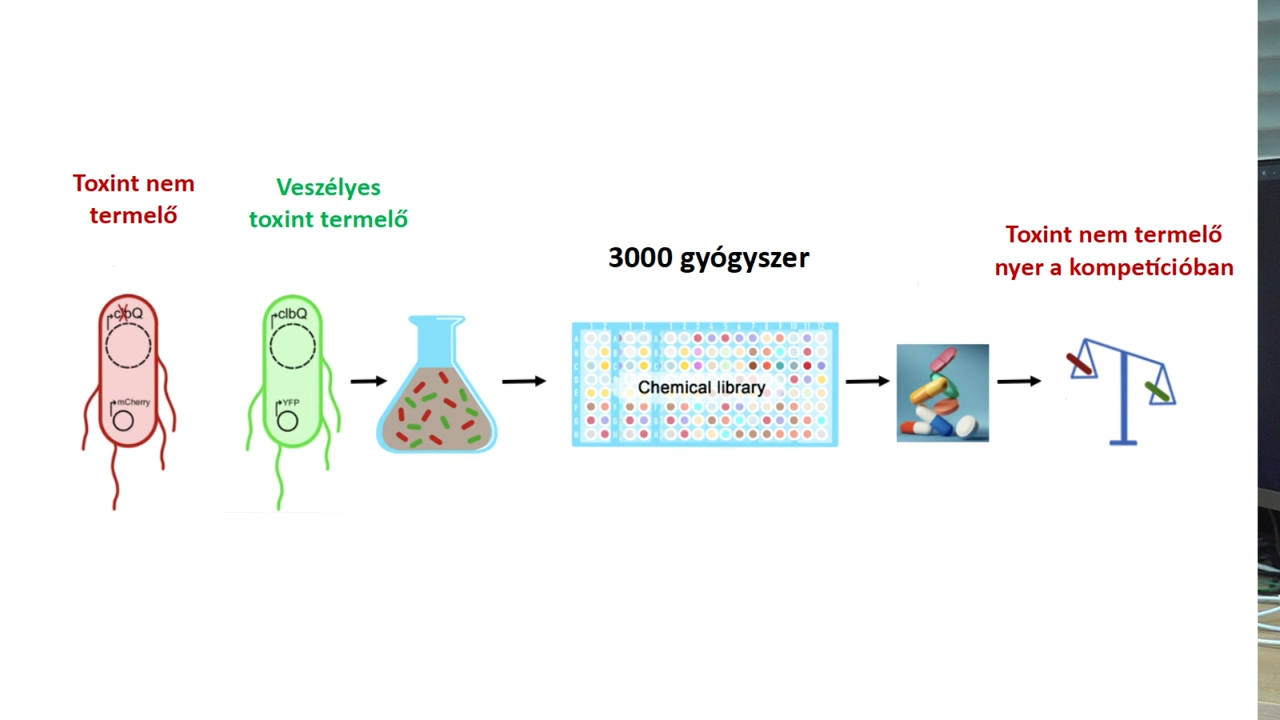 Toxint nem
termelő
Veszélyes
toxint termelő
3000 gyógyszer
Toxint nem termelő
nyer a kompetícióban
clbQ
mCherry
clbQ
YFP
Chemical library